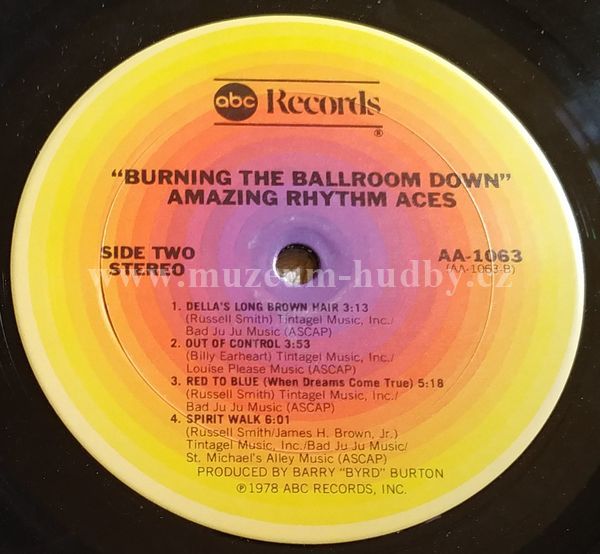 abc Records
®
"BURNING THE BALLROOM DOWN"
AMAZING RHYTHM ACES
SIDE TWO
STEREO
AA-1063
(AA-1063-B)
www.muzeum-hudby.cz
1. DELLA'S LONG BROWN HAIR 3:13
(Russell Smith) Tintagel Music, Inc./
Bad Ju Ju Music (ASCAP)
2. OUT OF CONTROL 3:53
(Billy Earheart) Tintagel Music, Inc./
Louise Please Music (ASCAP)
3. RED TO BLUE (When Dreams Come True) 5:18
(Russell Smith) Tintagel Music, Inc./
Bad Ju Ju Music (ASCAP)
4. SPIRIT WALK 6:01
(Russell Smith/James H. Brown, Jr.)
Tintagel Music, Inc./Bad Ju Ju Music/
St. Michael's Alley Music (ASCAP)
PRODUCED BY BARRY "BYRD" BURTON
℗ 1978 ABC RECORDS, INC.